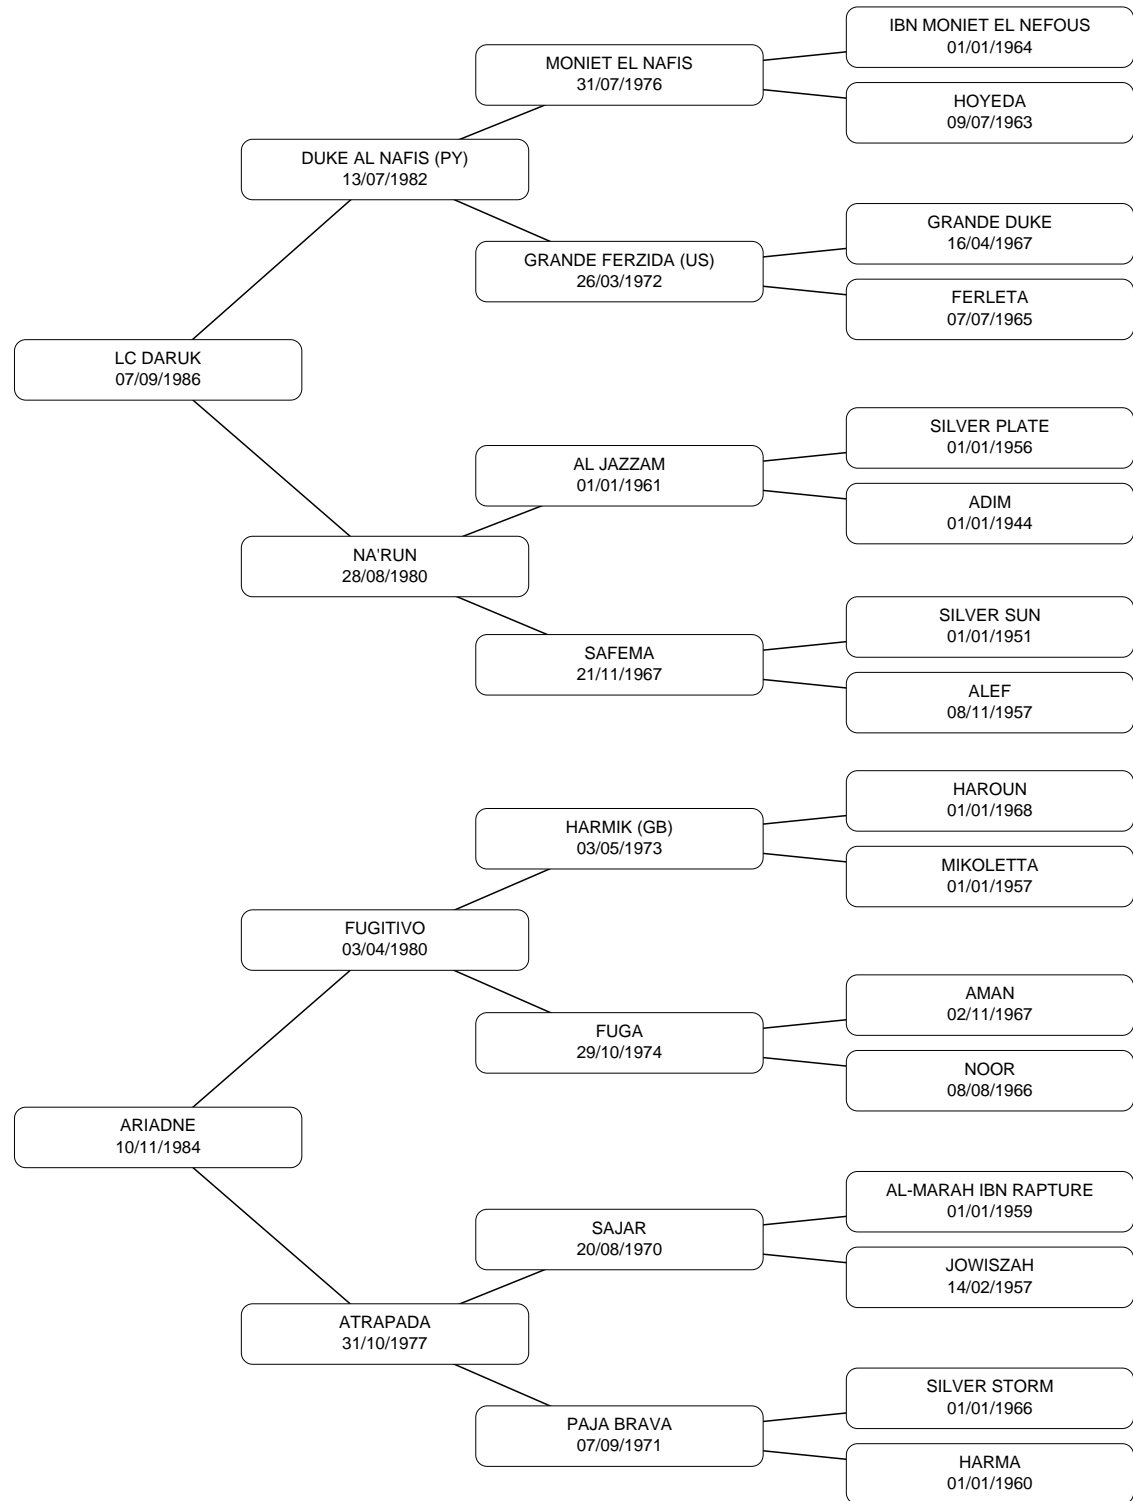 IBN MONIET EL NEFOUS
01/01/1964
MONIET EL NAFIS
31/07/1976
HOYEDA
09/07/1963
DUKE AL NAFIS (PY)
13/07/1982
GRANDE DUKE
16/04/1967
GRANDE FERZIDA (US)
26/03/1972
FERLETA
07/07/1965
LC DARUK
07/09/1986
SILVER PLATE
01/01/1956
AL JAZZAM
01/01/1961
ADIM
01/01/1944
NA'RUN
28/08/1980
SILVER SUN
01/01/1951
SAFEMA
21/11/1967
ALEF
08/11/1957
HAROUN
01/01/1968
HARMIK (GB)
03/05/1973
MIKOLETTA
01/01/1957
FUGITIVO
03/04/1980
AMAN
02/11/1967
FUGA
29/10/1974
NOOR
08/08/1966
ARIADNE
10/11/1984
AL-MARAH IBN RAPTURE
01/01/1959
SAJAR
20/08/1970
JOWISZAH
14/02/1957
ATRAPADA
31/10/1977
SILVER STORM
01/01/1966
PAJA BRAVA
07/09/1971
HARMA
01/01/1960